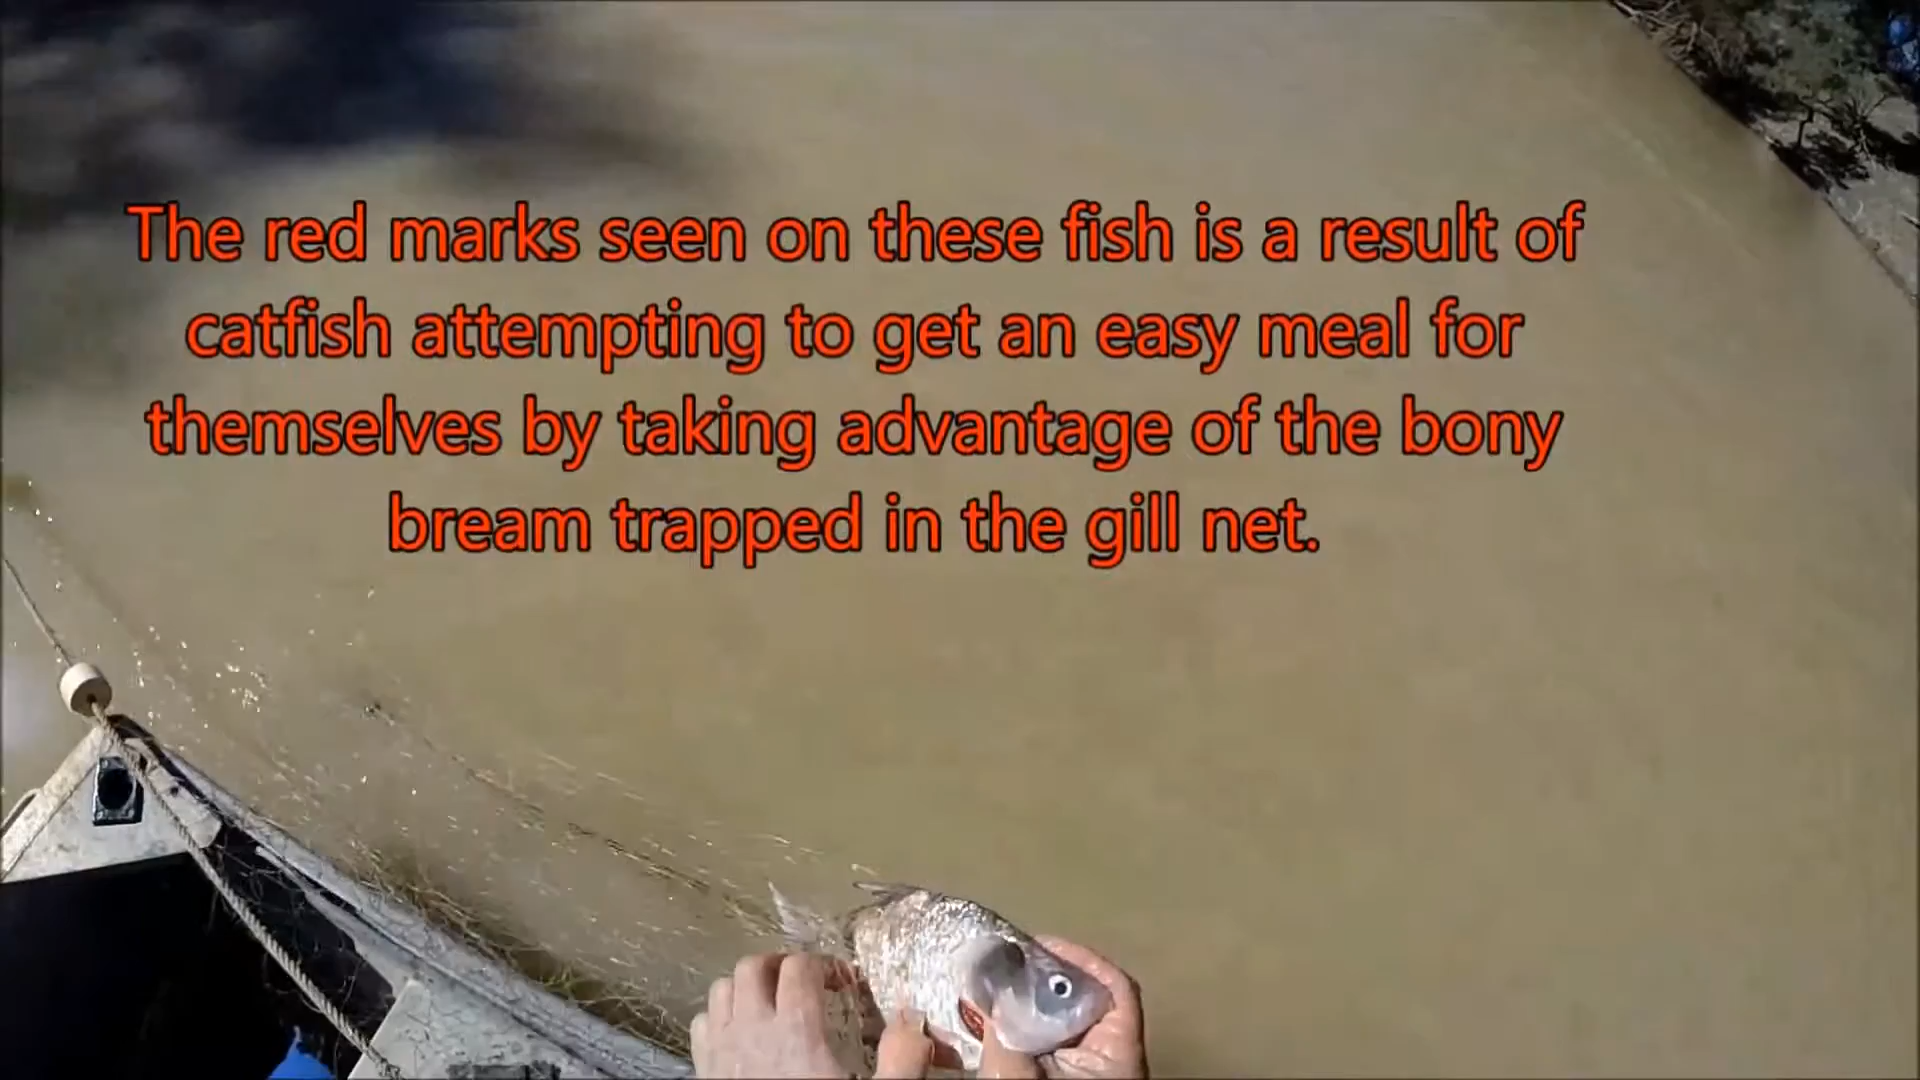 The red marks seen on these fish is a result of
catfish attempting to get an easy meal for
themselves by taking advantage of the bony
bream trapped in the gill net.